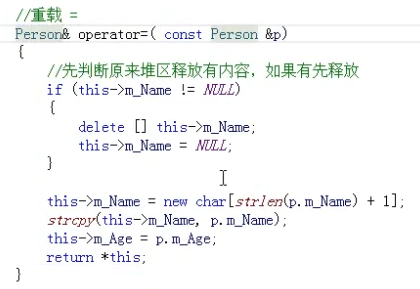 //重载 =
Person& operator=( const Person &p)
{
//先判断原来堆区释放有内容，如果有先释放
if (this->m_Name != NULL)
{
delete [] this->m_Name;
this->m_Name = NULL;
}
this->m_Name = new char[strlen(p.m_Name) + 1];
strcpy(this->m_Name, p.m_Name);
this->m_Age = p.m_Age;
return *this;
}